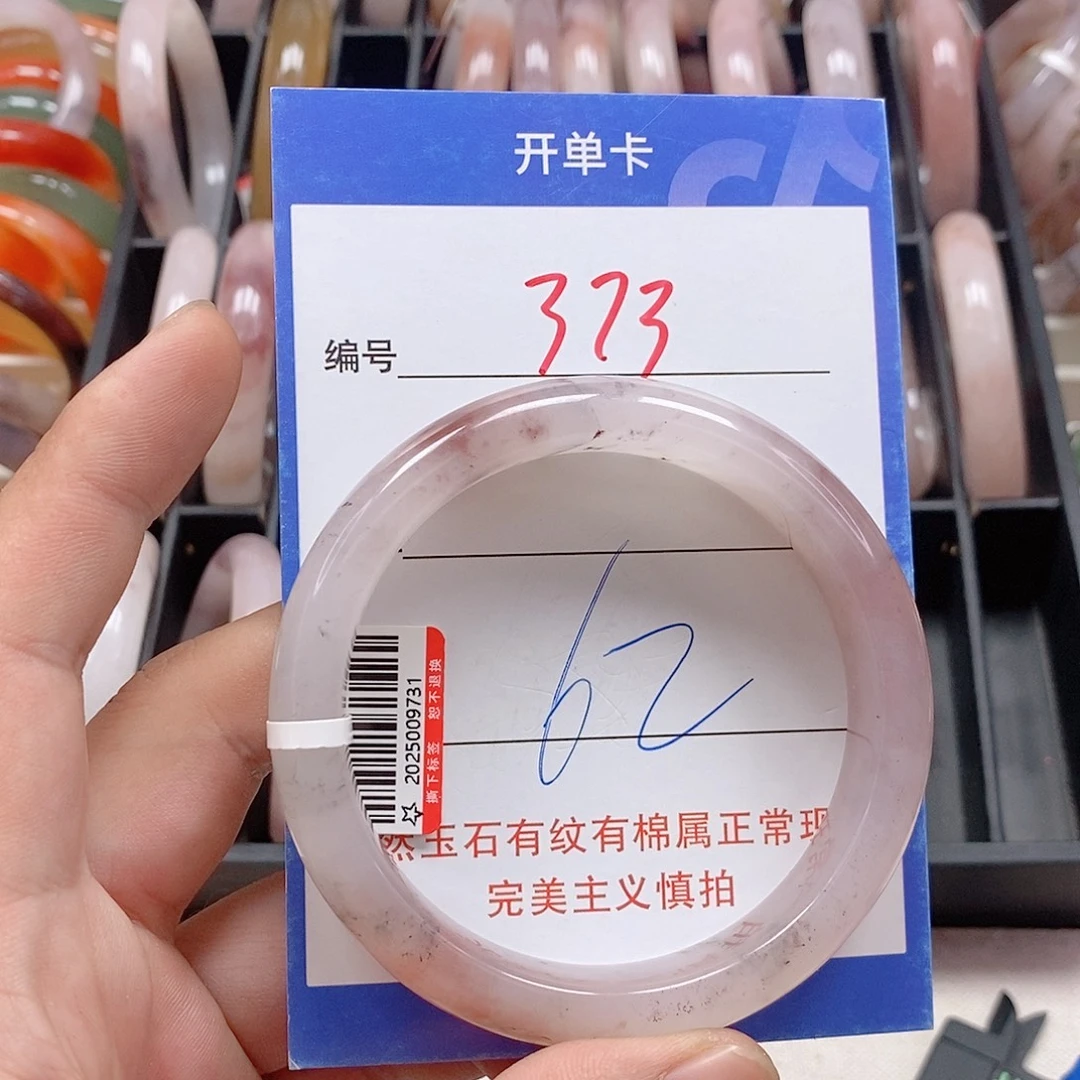 开单卡
编号 373
62
2025009731
撕下标签 恕不退换
然玉石有纹有棉属正常现
完美主义慎拍